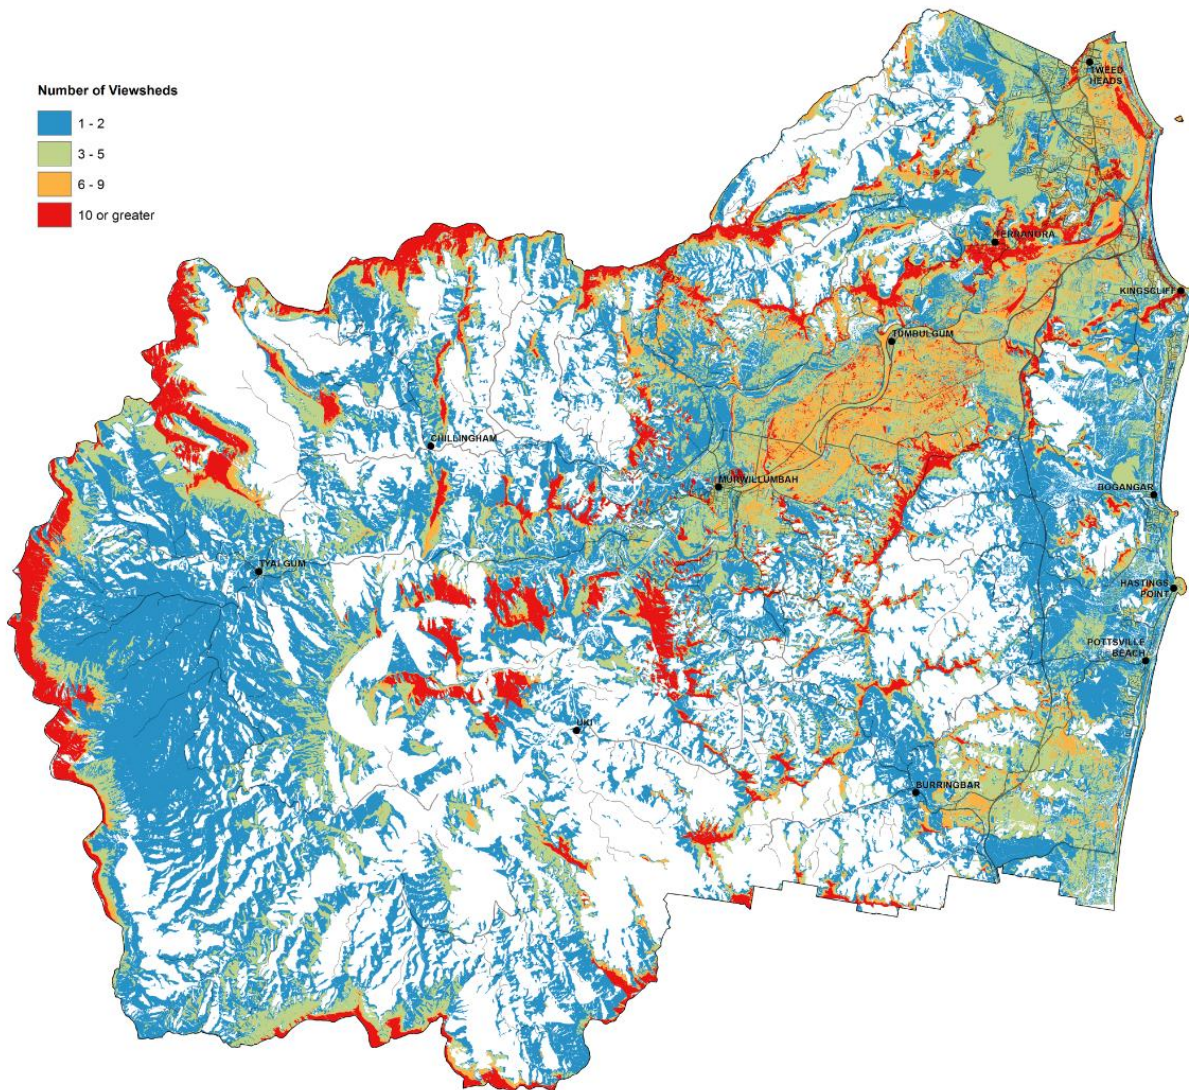 Number of Viewsheds
1 - 2
3 - 5
6 - 9
10 or greater
TWEED
HEADS
TERRANORA
KINGSCLIFF
TUMBULGUM
CHILLINGHAM
MURWILLUMBAH
BOGANGAR
TYALGUM
HASTINGS
POINT
POTTSVILLE
BEACH
UKI
BURRINGBAR